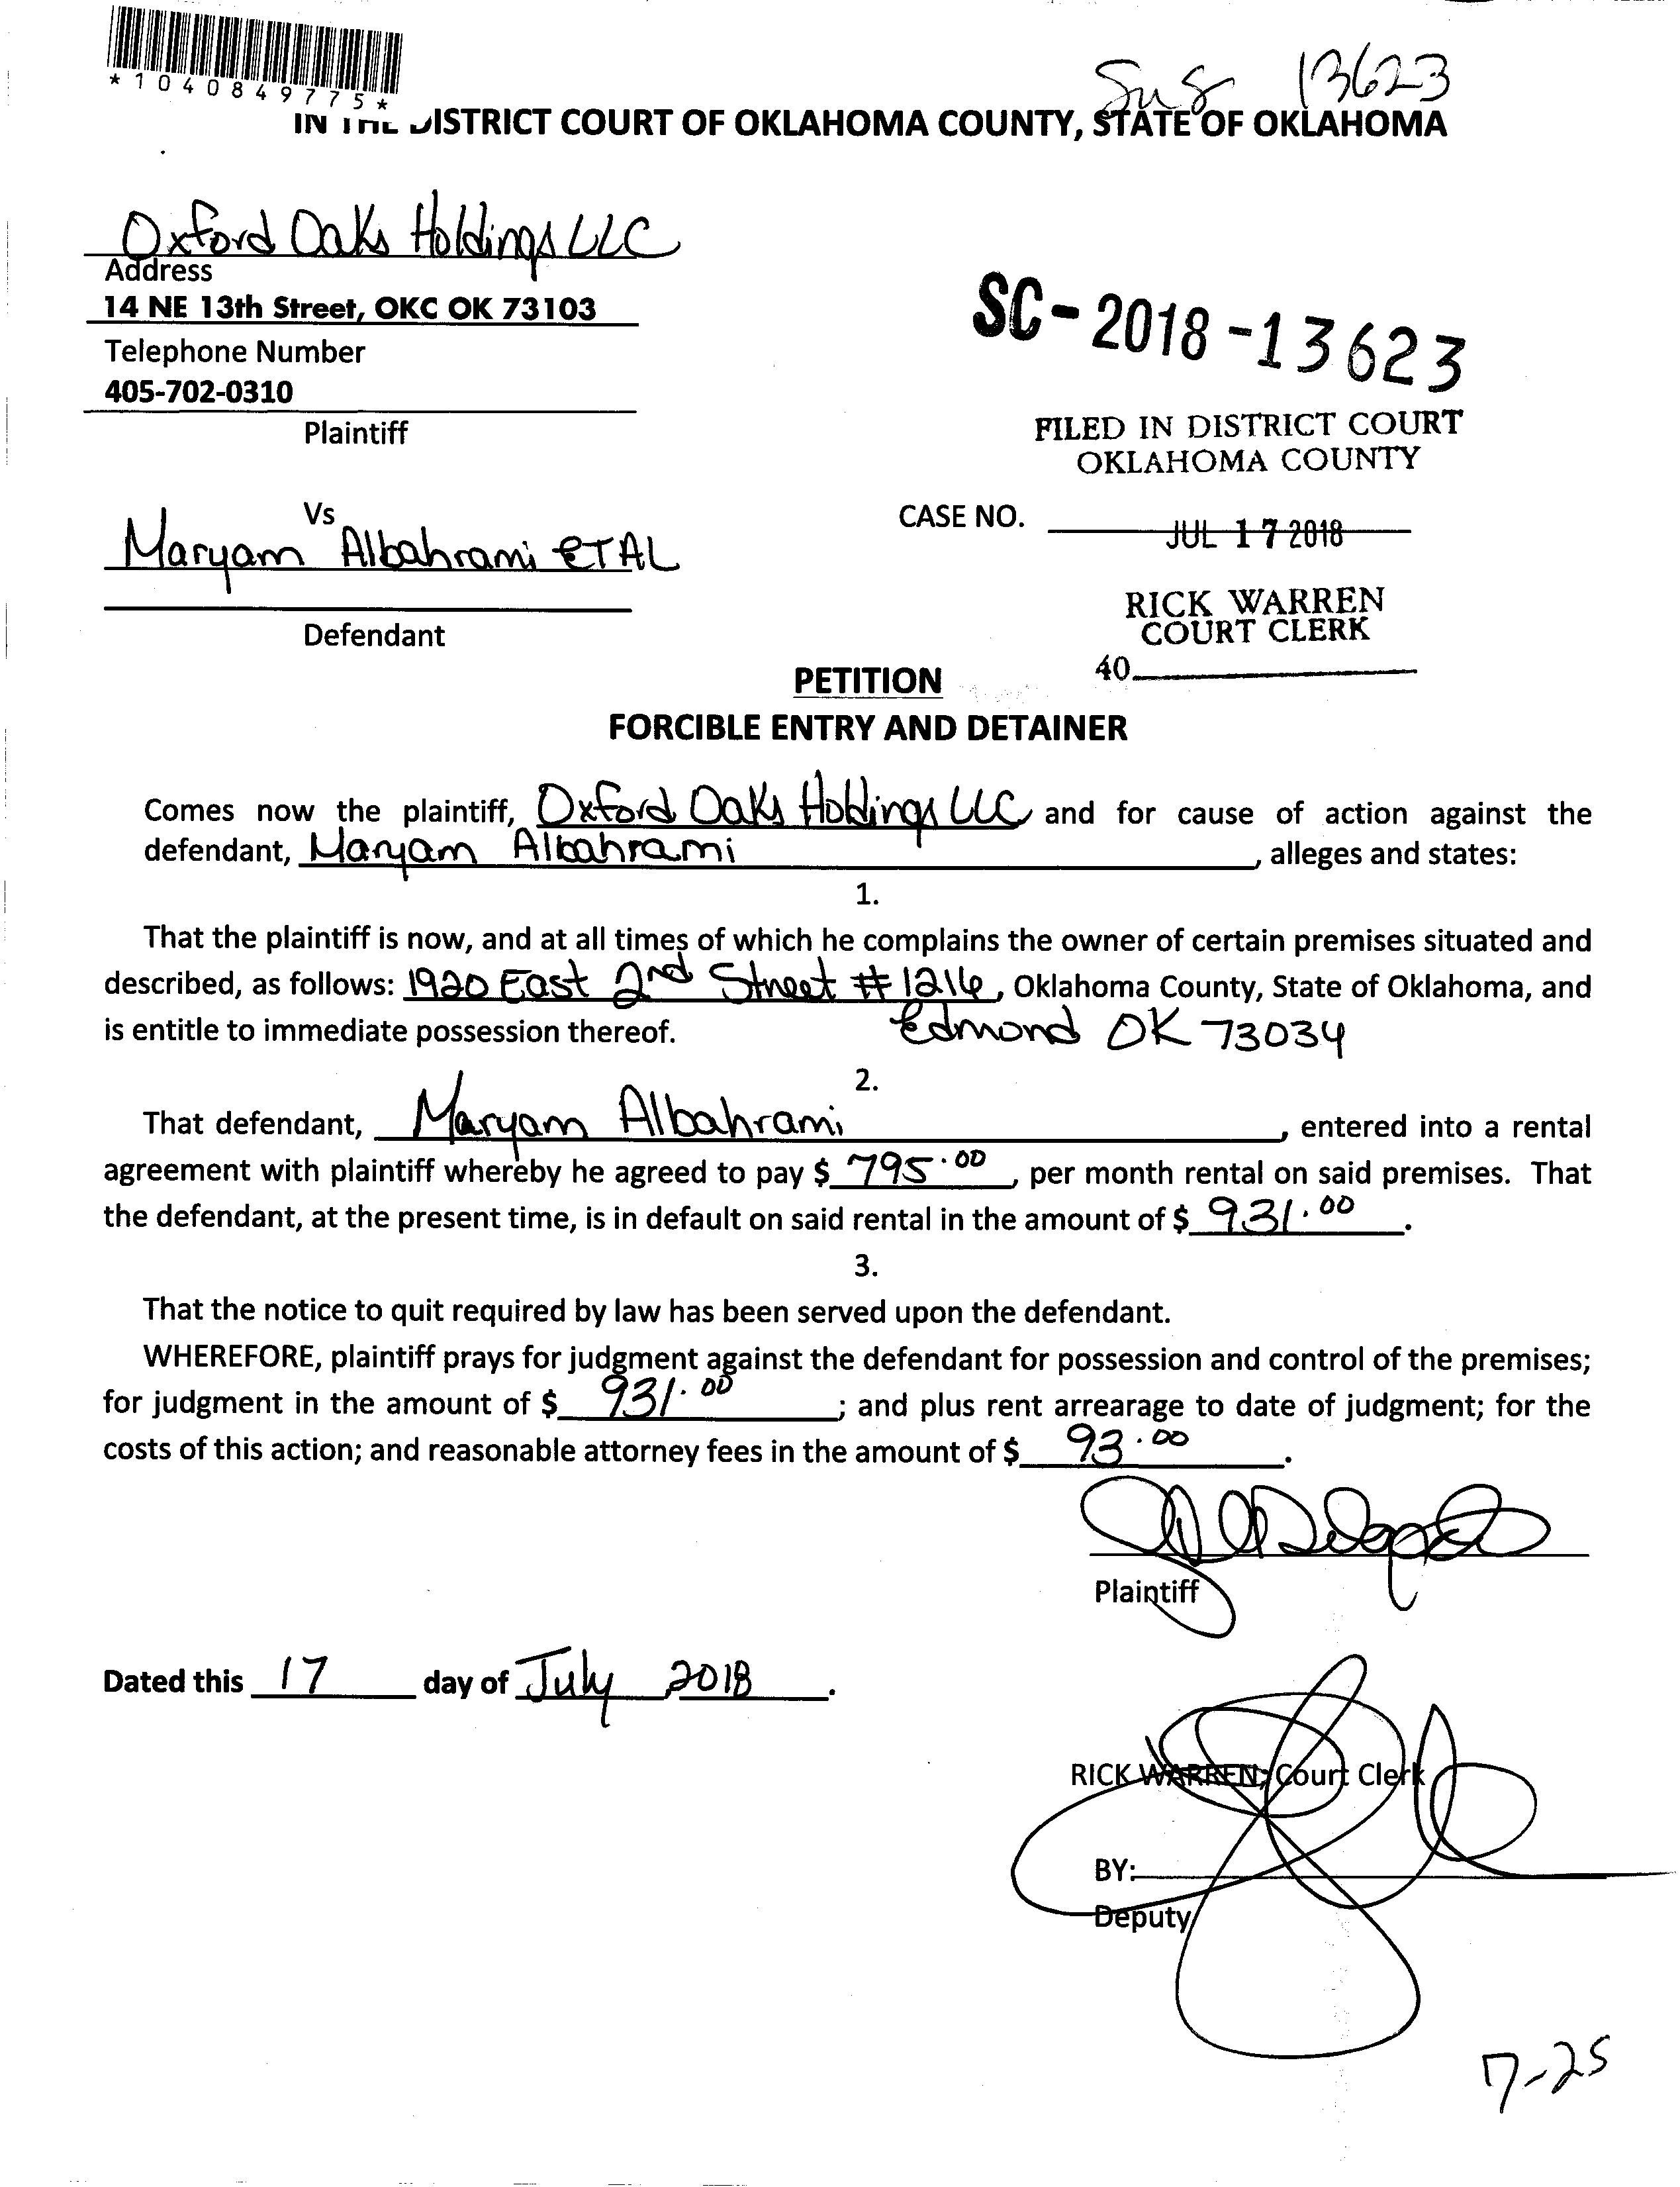 *1040849775*
Sus 13623
IN THE DISTRICT COURT OF OKLAHOMA COUNTY, STATE OF OKLAHOMA
Oxford Oaks Holdings LLC
Address
14 NE 13th Street, OKC OK 73103
Telephone Number
405-702-0310
Plaintiff
SC-2018-13623
FILED IN DISTRICT COURT
OKLAHOMA COUNTY
Vs
Maryam Albahrami ETAL
Defendant
CASE NO.
JUL 17 2018
RICK WARREN
COURT CLERK
40
PETITION
FORCIBLE ENTRY AND DETAINER
Comes now the plaintiff, Oxford Oaks Holdings LLC and for cause of action against the
defendant, Maryam Albahrami, alleges and states:
1.
That the plaintiff is now, and at all times of which he complains the owner of certain premises situated and
described, as follows: 1920 East 2nd Street #1216, Oklahoma County, State of Oklahoma, and
is entitle to immediate possession thereof. Edmond OK 73034
2.
That defendant, Maryam Albahrami, entered into a rental
agreement with plaintiff whereby he agreed to pay $ 795.00, per month rental on said premises. That
the defendant, at the present time, is in default on said rental in the amount of $ 931.00.
3.
That the notice to quit required by law has been served upon the defendant.
WHEREFORE, plaintiff prays for judgment against the defendant for possession and control of the premises;
for judgment in the amount of $ 931.00; and plus rent arrearage to date of judgment; for the
costs of this action; and reasonable attorney fees in the amount of $ 93.00.
Plaintiff
Dated this 17 day of July, 2018.
RICK WARREN, Court Clerk
BY:
Deputy
7-25